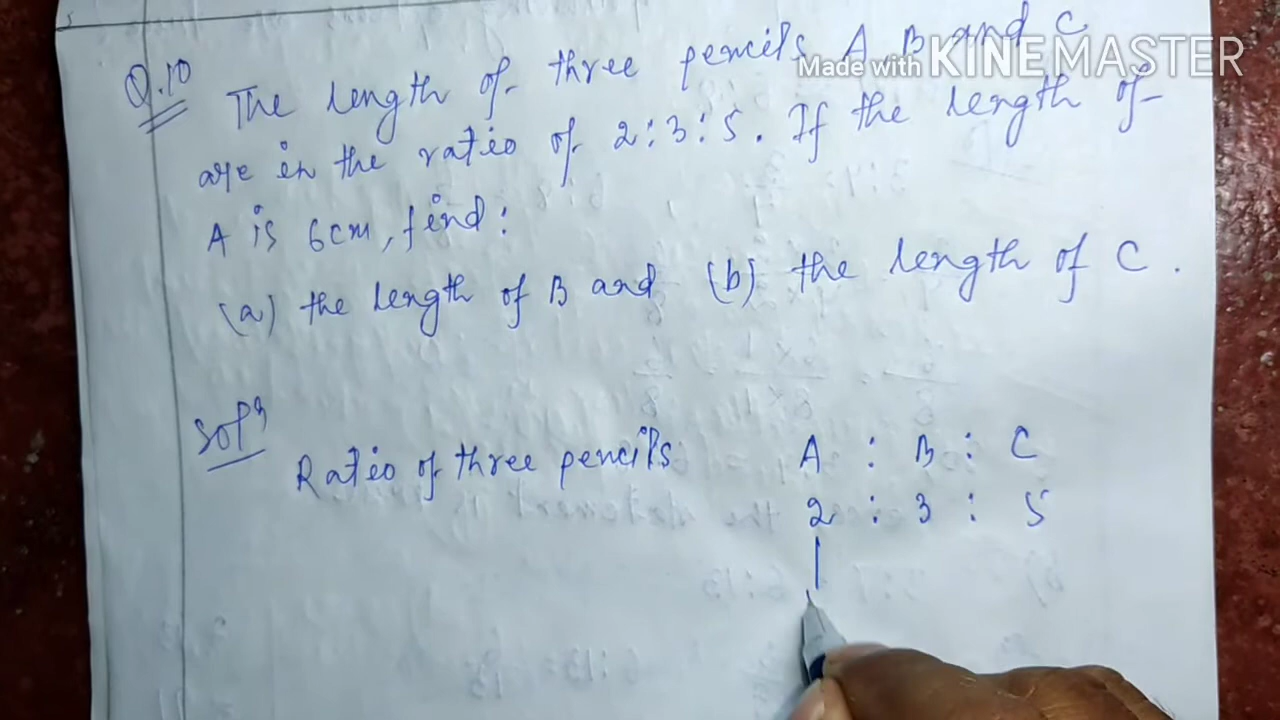 Q.10 The length of three pencils A B and C
Made with KINEMASTER
are in the ratio of 2:3:5. If the length of
A is 6cm, find:
(a) the length of B and (b) the length of C.
Solⁿ
Ratio of three pencils A : B : C
2 : 3 : 5